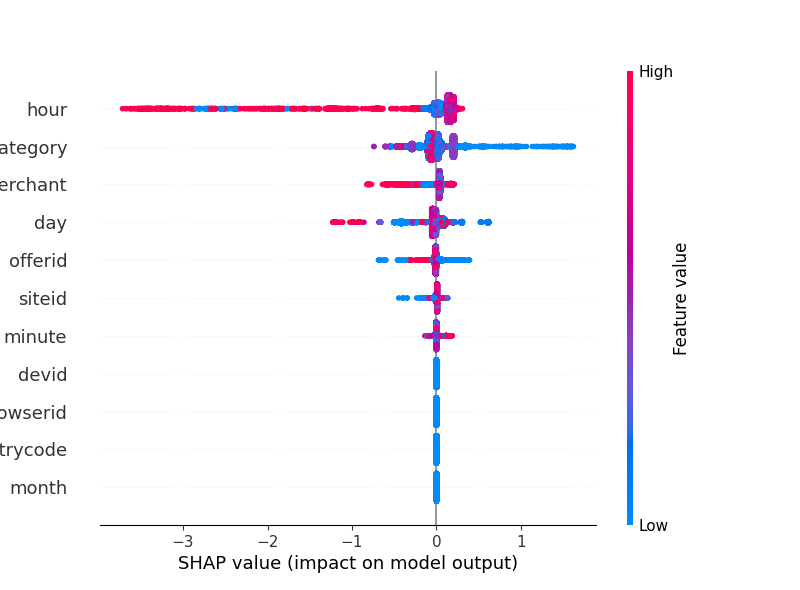 High
hour
ategory
erchant
day
offerid
siteid
minute
devid
owserid
trycode
month
Low
−3 −2 −1 0 1
SHAP value (impact on model output)
Feature value